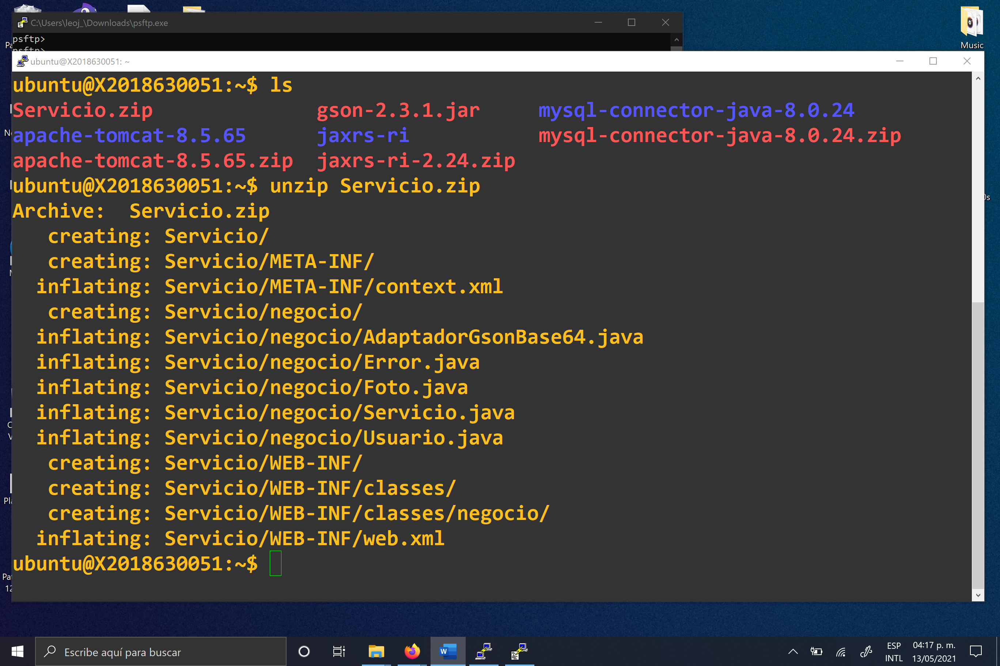 C:\Users\leoj_\Downloads\psftp.exe
psftp>
psftp>
Music
ubuntu@X2018630051: ~
ubuntu@X2018630051:~$ ls
Servicio.zip gson-2.3.1.jar mysql-connector-java-8.0.24
apache-tomcat-8.5.65 jaxrs-ri mysql-connector-java-8.0.24.zip
apache-tomcat-8.5.65.zip jaxrs-ri-2.24.zip
ubuntu@X2018630051:~$ unzip Servicio.zip
Archive:  Servicio.zip
creating: Servicio/
creating: Servicio/META-INF/
inflating: Servicio/META-INF/context.xml
creating: Servicio/negocio/
inflating: Servicio/negocio/AdaptadorGsonBase64.java
inflating: Servicio/negocio/Error.java
inflating: Servicio/negocio/Foto.java
inflating: Servicio/negocio/Servicio.java
inflating: Servicio/negocio/Usuario.java
creating: Servicio/WEB-INF/
creating: Servicio/WEB-INF/classes/
creating: Servicio/WEB-INF/classes/negocio/
inflating: Servicio/WEB-INF/web.xml
ubuntu@X2018630051:~$
Escribe aquí para buscar
W
ESP
INTL
04:17 p. m.
13/05/2021